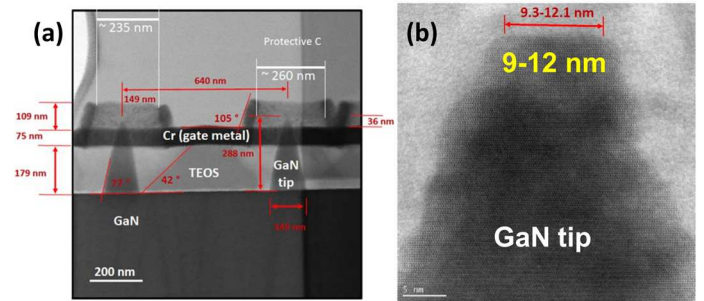 (a)
~ 235 nm
Protective C
640 nm
~ 260 nm
149 nm
109 nm
105 °
36 nm
75 nm
Cr (gate metal)
288 nm
179 nm
42 °
TEOS
GaN
tip
GaN
200 nm
(b)
9.3-12.1 nm
9-12 nm
GaN tip
5 nm